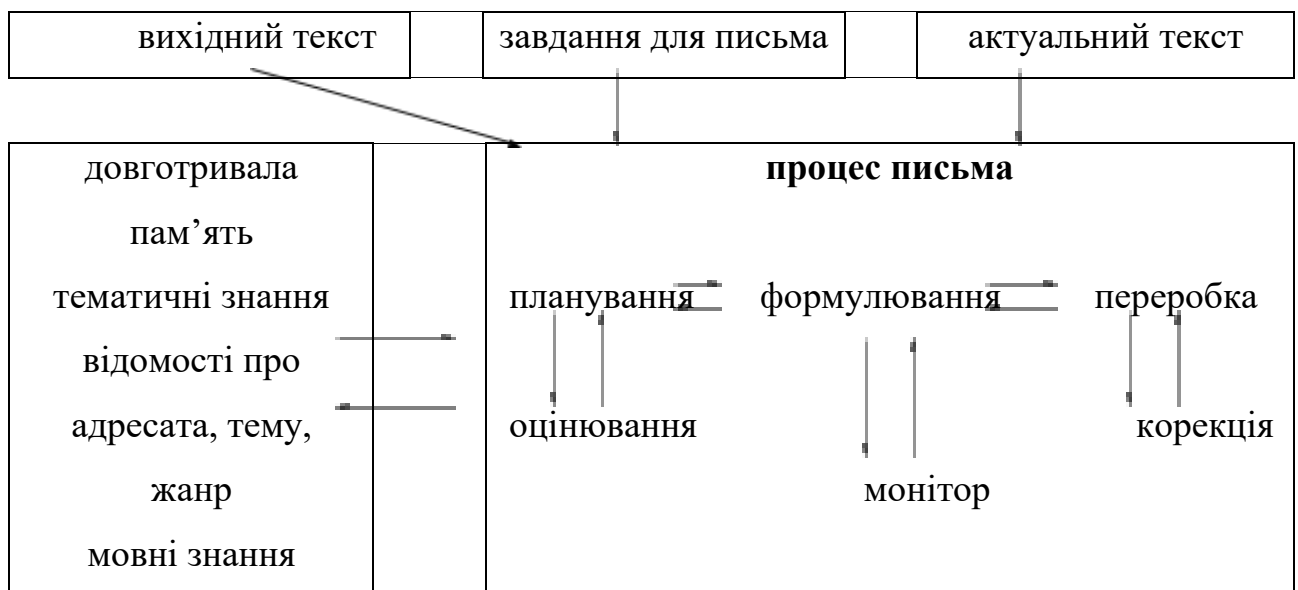 вихідний текст
завдання для письма
актуальний текст
довготривала
пам’ять
тематичні знання
відомості про
адресата, тему,
жанр
мовні знання
процес письма
планування
формулювання
переробка
оцінювання
корекція
монітор